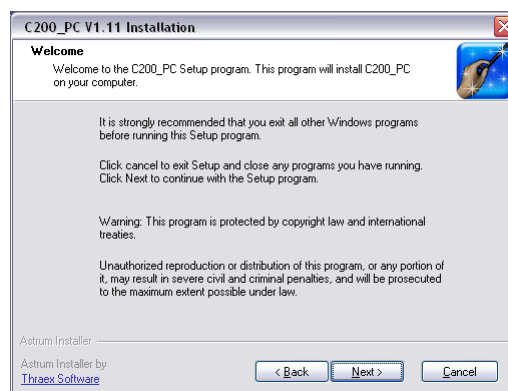 C200_PC V1.11 Installation
Welcome
Welcome to the C200_PC Setup program. This program will install C200_PC
on your computer.
It is strongly recommended that you exit all other Windows programs
before running this Setup program.
Click cancel to exit Setup and close any programs you have running.
Click Next to continue with the Setup program.
Warning: This program is protected by copyright law and international
treaties.
Unauthorized reproduction or distribution of this program, or any portion of
it, may result in severe civil and criminal penalties, and will be prosecuted
to the maximum extent possible under law.
Astrum Installer
Astrum Installer by
Thraex Software
< Back
Next >
Cancel